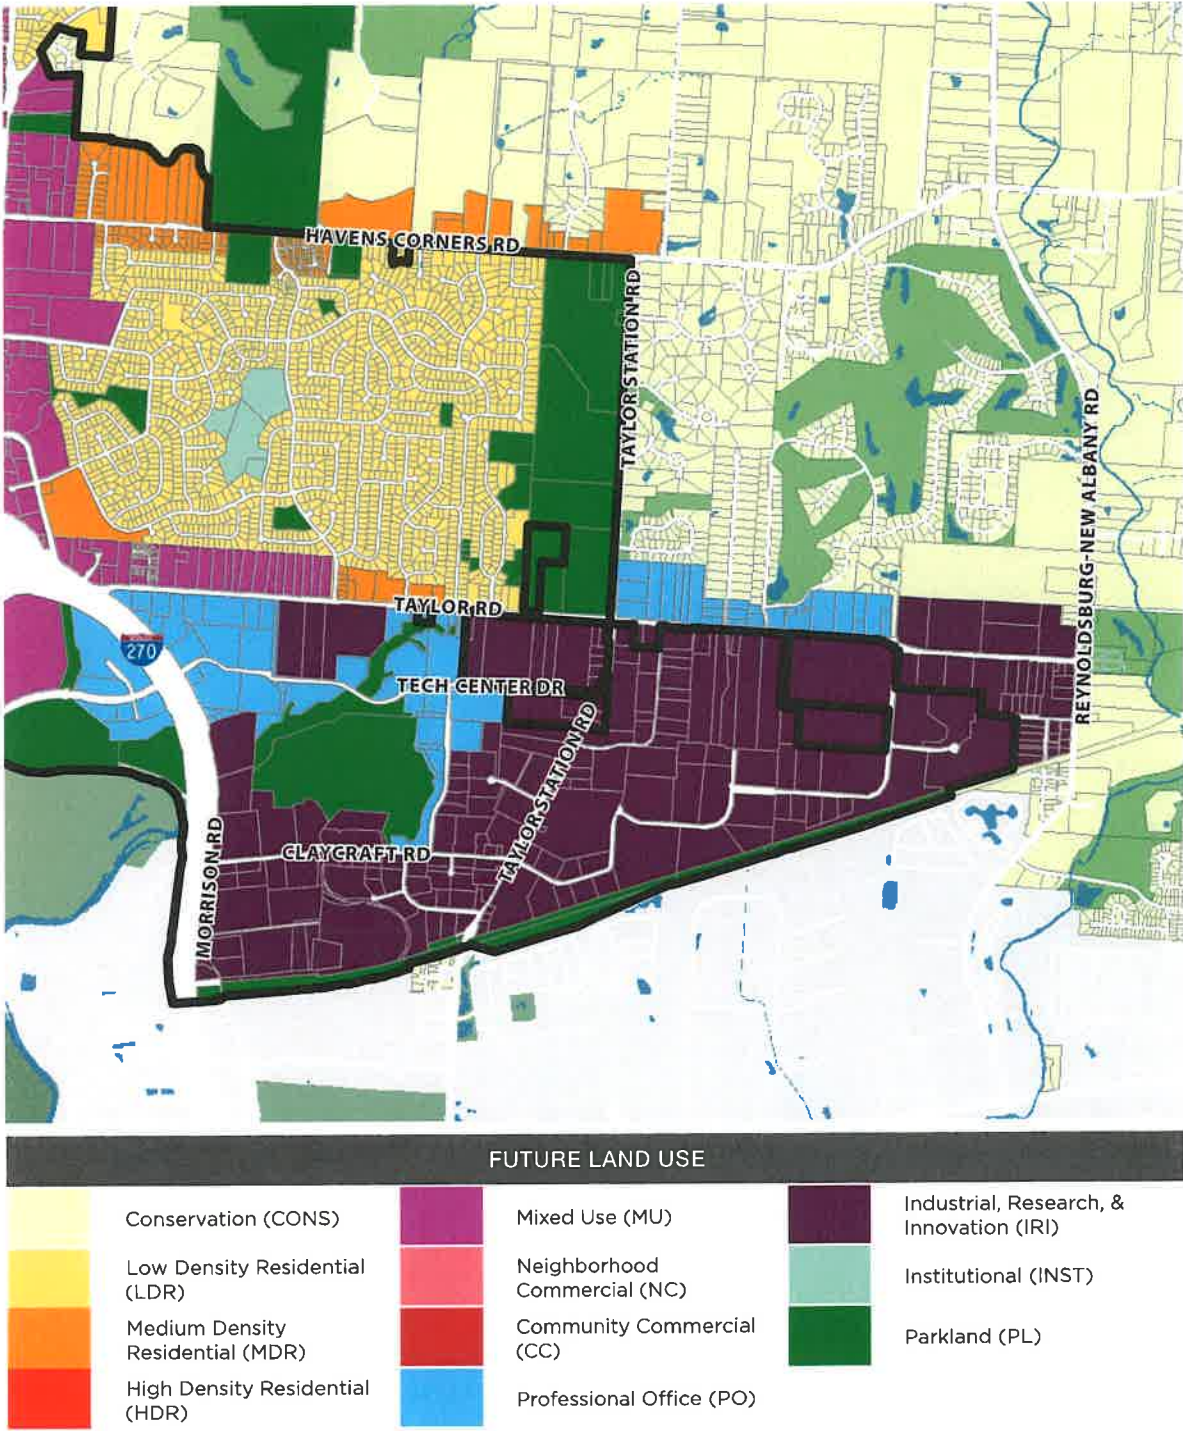 HAVENS CORNERS RD
TAYLOR STATION RD
REYNOLDSBURG-NEW ALBANY RD
TAYLOR RD
270
TECH CENTER DR
TAYLOR STATION RD
MORRISON RD
CLAYCRAFT RD
FUTURE LAND USE
Conservation (CONS)
Low Density Residential
(LDR)
Medium Density
Residential (MDR)
High Density Residential
(HDR)
Mixed Use (MU)
Neighborhood
Commercial (NC)
Community Commercial
(CC)
Professional Office (PO)
Industrial, Research, &
Innovation (IRI)
Institutional (INST)
Parkland (PL)